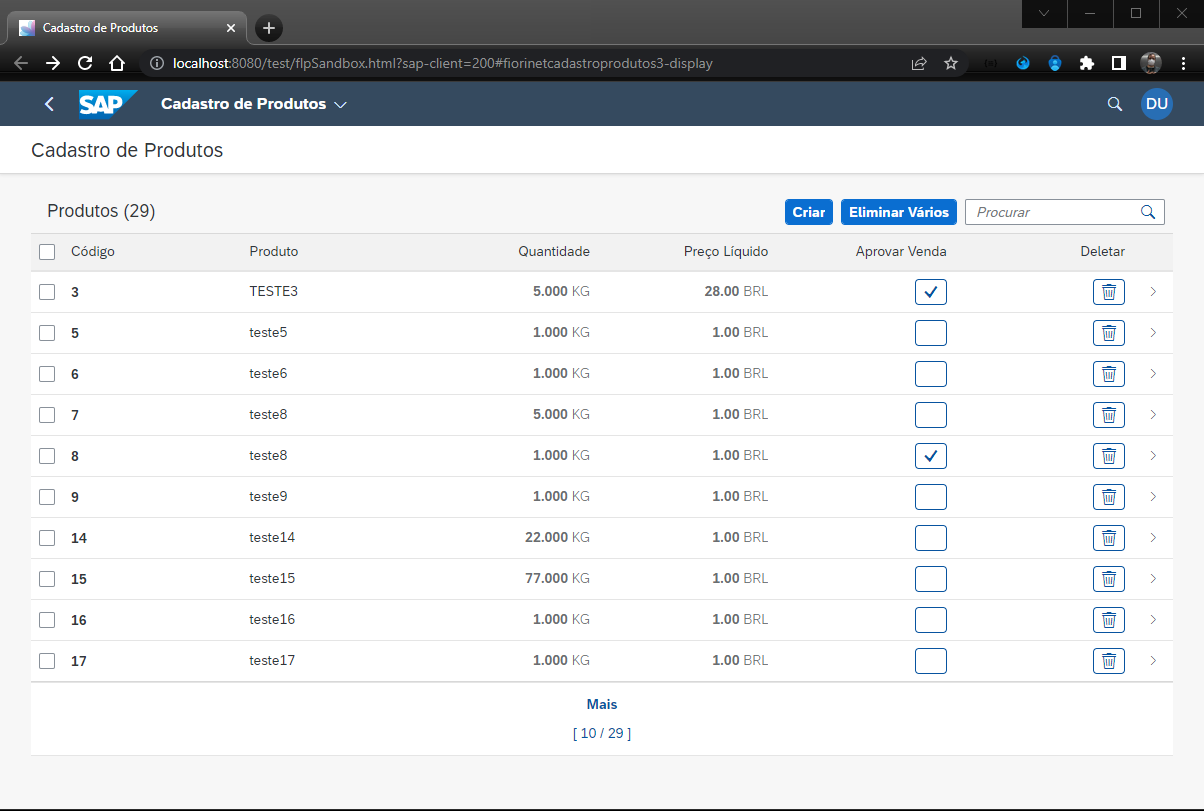 Cadastro de Produtos
localhost:8080/test/flpSandbox.html?sap-client=200#fiorinetcadastroprodutos3-display
SAP Cadastro de Produtos DU
Cadastro de Produtos
Produtos (29) Criar Eliminar Vários Procurar
Código Produto Quantidade Preço Líquido Aprovar Venda Deletar
3 TESTE3 5.000 KG 28.00 BRL
5 teste5 1.000 KG 1.00 BRL
6 teste6 1.000 KG 1.00 BRL
7 teste8 5.000 KG 1.00 BRL
8 teste8 1.000 KG 1.00 BRL
9 teste9 1.000 KG 1.00 BRL
14 teste14 22.000 KG 1.00 BRL
15 teste15 77.000 KG 1.00 BRL
16 teste16 1.000 KG 1.00 BRL
17 teste17 1.000 KG 1.00 BRL
Mais
[ 10 / 29 ]